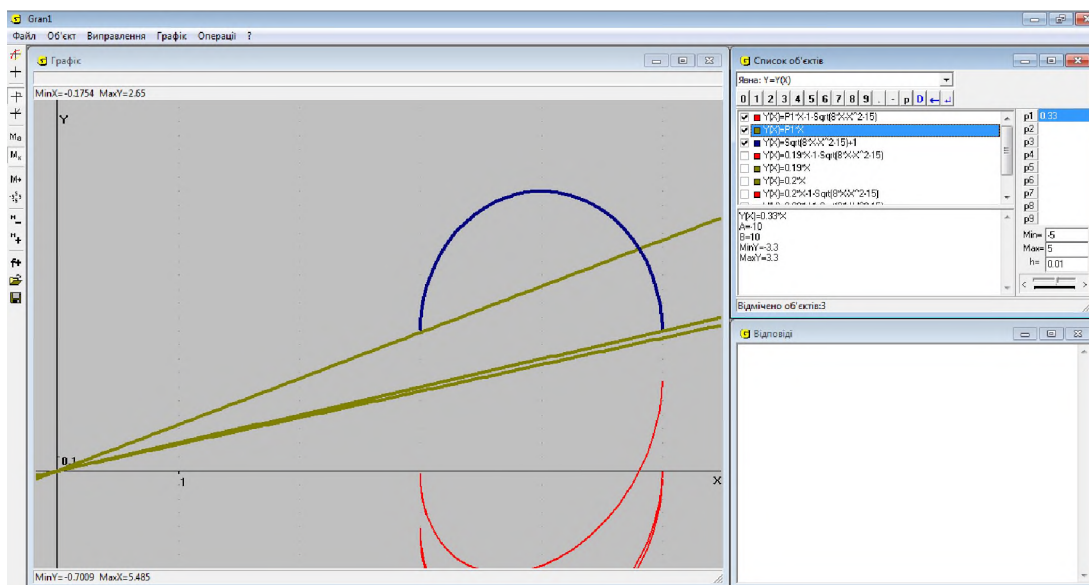 Gran1
Файл Об'єкт Виправлення Графік Операції ?
Графік
MinX=-0.1754 MaxY=2.65
Y
0.1
1
X
MinY=-0.7009 MaxX=5.485
Список об'єктів
Явна: Y=Y(X)
0 1 2 3 4 5 6 7 8 9 . - p D
Y(X)=P1*X-1-Sqrt(8*X-X^2-15)
Y(X)=P1*X
Y(X)=Sqrt(8*X-X^2-15)+1
Y(X)=0.19*X-1-Sqrt(8*X-X^2-15)
Y(X)=0.19*X
Y(X)=0.2*X
Y(X)=0.2*X-1-Sqrt(8*X-X^2-15)
p1 0.33
p2
p3
p4
p5
p6
p7
p8
p9
Min= -5
Max= 5
h= 0.01
Y(X)=0.33*X
A=-10
B=10
MinY=-3.3
MaxY=3.3
Відмічено об'єктів:3
Відповіді